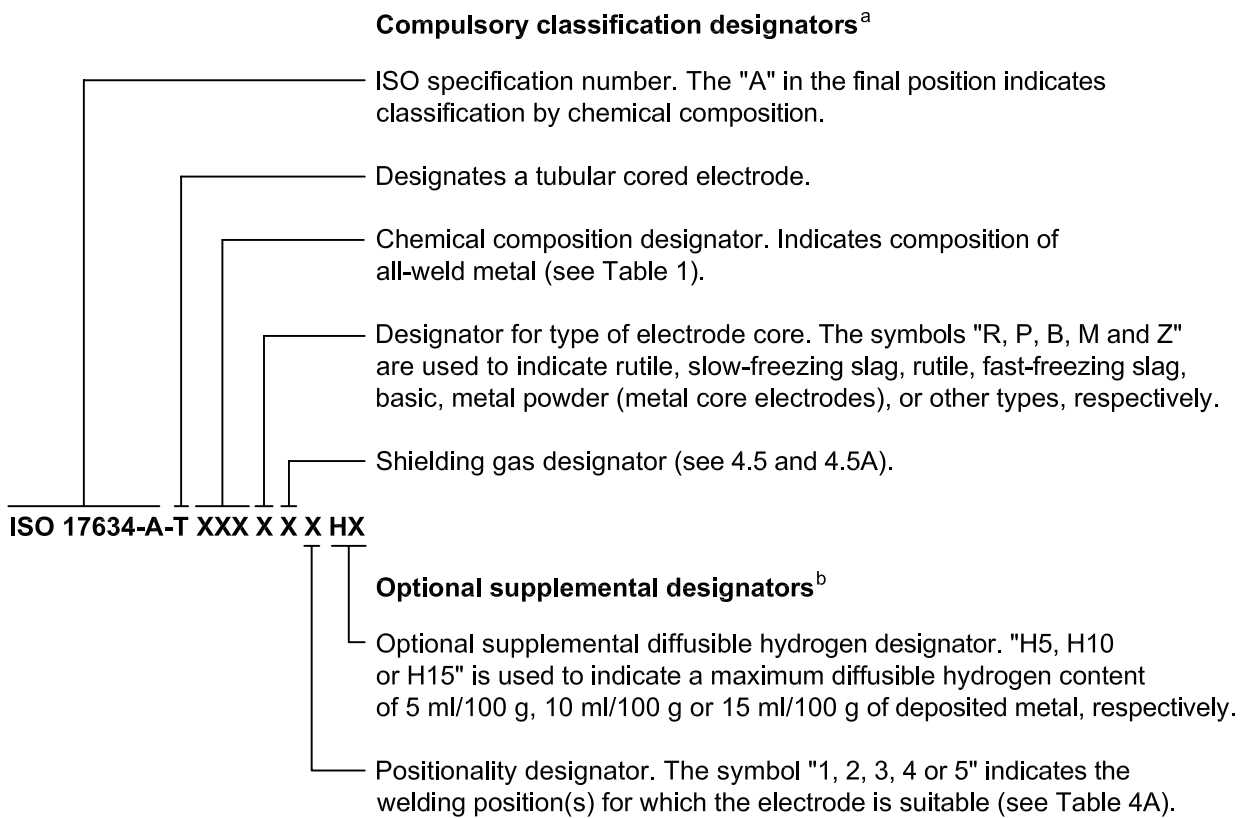 Compulsory classification designators^a
ISO specification number. The "A" in the final position indicates
classification by chemical composition.
Designates a tubular cored electrode.
Chemical composition designator. Indicates composition of
all-weld metal (see Table 1).
Designator for type of electrode core. The symbols "R, P, B, M and Z"
are used to indicate rutile, slow-freezing slag, rutile, fast-freezing slag,
basic, metal powder (metal core electrodes), or other types, respectively.
Shielding gas designator (see 4.5 and 4.5A).
ISO 17634-A-T XXX X X X HX
Optional supplemental designators^b
Optional supplemental diffusible hydrogen designator. "H5, H10
or H15" is used to indicate a maximum diffusible hydrogen content
of 5 ml/100 g, 10 ml/100 g or 15 ml/100 g of deposited metal, respectively.
Positionality designator. The symbol "1, 2, 3, 4 or 5" indicates the
welding position(s) for which the electrode is suitable (see Table 4A).